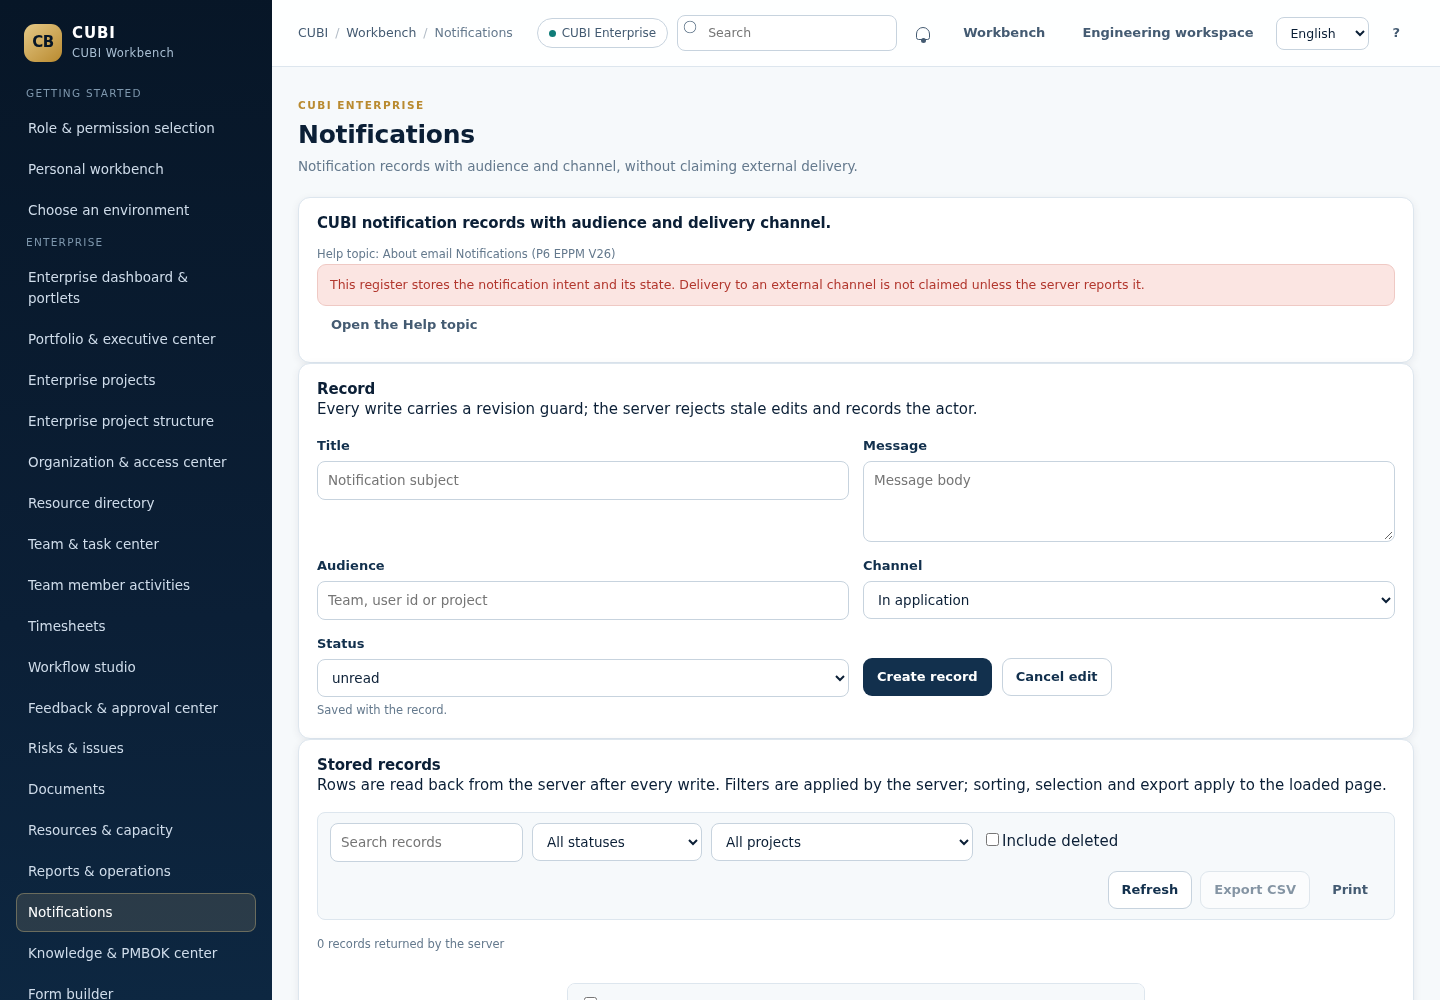 CB
CUBI
CUBI Workbench
GETTING STARTED
Role & permission selection
Personal workbench
Choose an environment
ENTERPRISE
Enterprise dashboard &
portlets
Portfolio & executive center
Enterprise projects
Enterprise project structure
Organization & access center
Resource directory
Team & task center
Team member activities
Timesheets
Workflow studio
Feedback & approval center
Risks & issues
Documents
Resources & capacity
Reports & operations
Notifications
Knowledge & PMBOK center
Form builder
CUBI / Workbench / Notifications
CUBI Enterprise
Search
Workbench
Engineering workspace
English
?
CUBI ENTERPRISE
Notifications
Notification records with audience and channel, without claiming external delivery.
CUBI notification records with audience and delivery channel.
Help topic: About email Notifications (P6 EPPM V26)
This register stores the notification intent and its state. Delivery to an external channel is not claimed unless the server reports it.
Open the Help topic
Record
Every write carries a revision guard; the server rejects stale edits and records the actor.
Title
Notification subject
Message
Message body
Audience
Team, user id or project
Channel
In application
Status
unread
Saved with the record.
Create record
Cancel edit
Stored records
Rows are read back from the server after every write. Filters are applied by the server; sorting, selection and export apply to the loaded page.
Search records
All statuses
All projects
Include deleted
Refresh
Export CSV
Print
0 records returned by the server